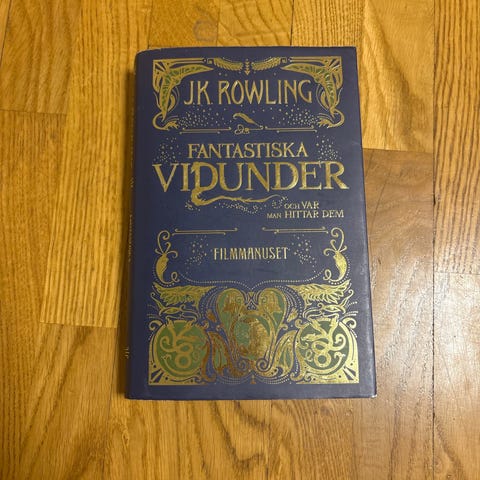 J.K. ROWLING
FANTASTISKA
VIDUNDER
OCH VAR
MAN HITTAR DEM
FILMMANUSET